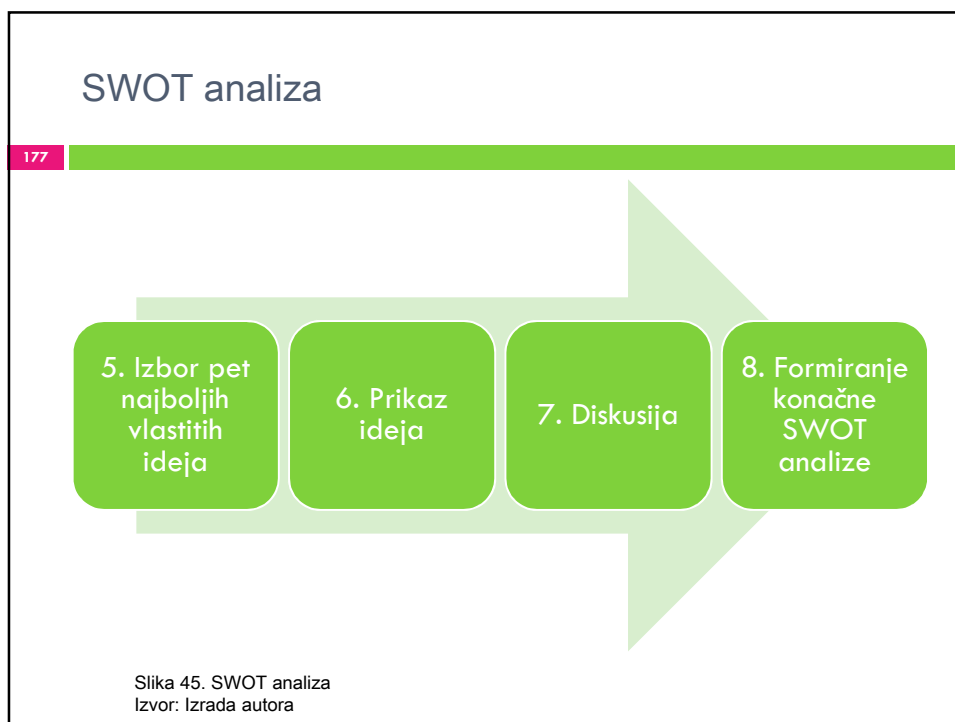 SWOT analiza
177
5. Izbor pet
najboljih
vlastitih
ideja
6. Prikaz
ideja
7. Diskusija
8. Formiranje
konačne
SWOT
analize
Slika 45. SWOT analiza
Izvor: Izrada autora